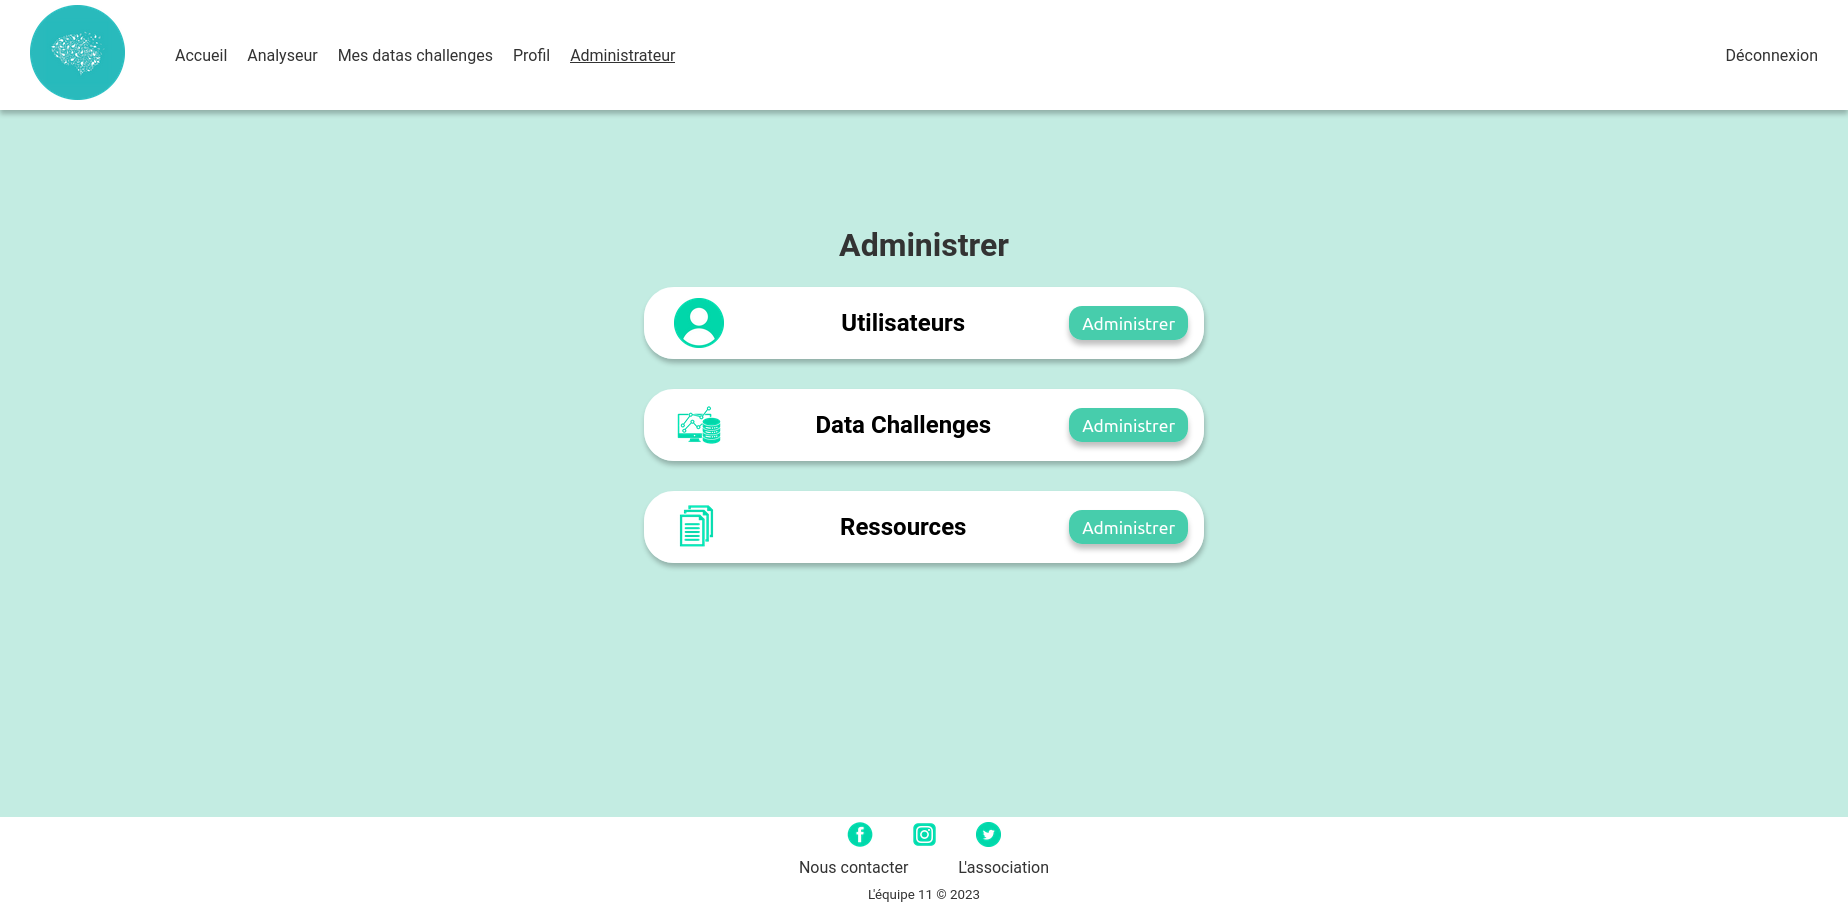 Accueil Analyseur Mes datas challenges Profil Administrateur Déconnexion
Administrer
Utilisateurs Administrer
Data Challenges Administrer
Ressources Administrer
Nous contacter L'association
L'équipe 11 © 2023